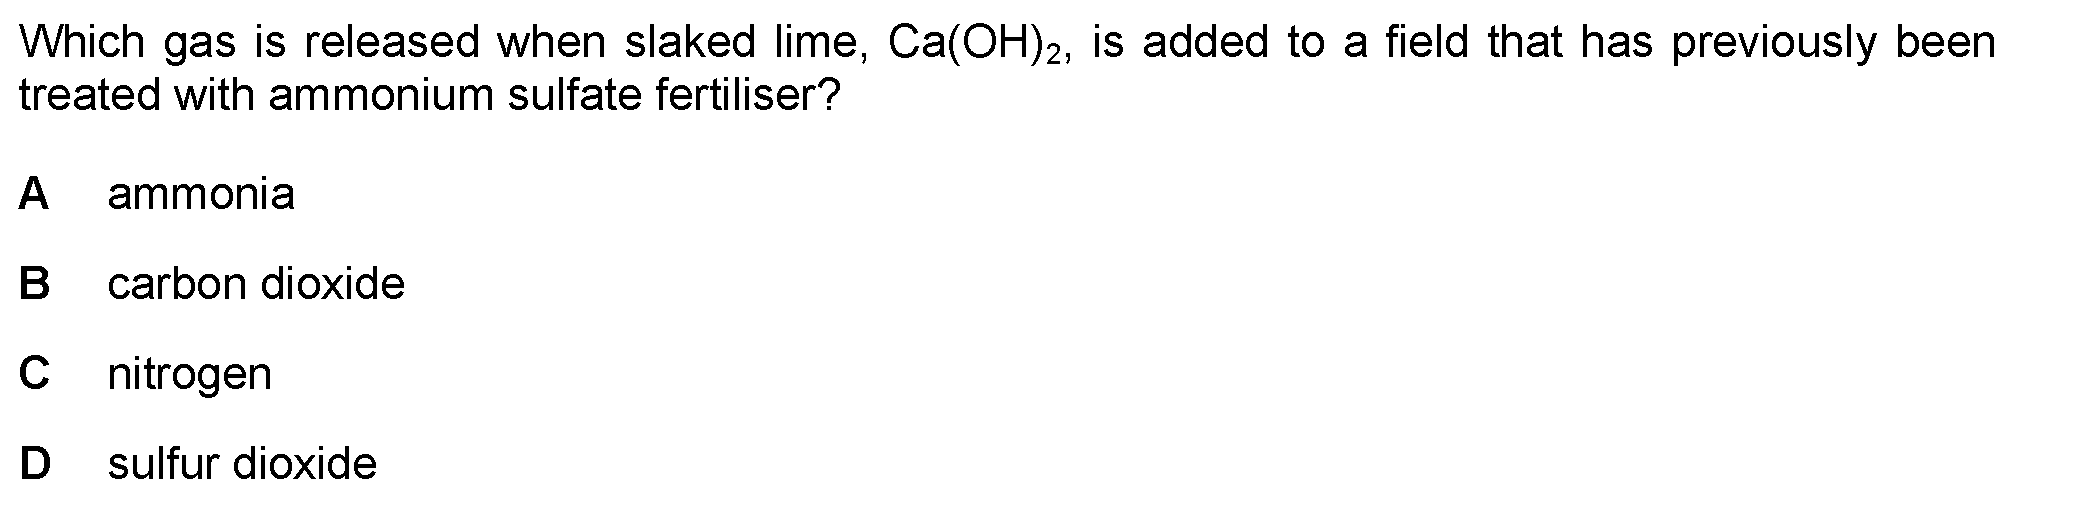 Which gas is released when slaked lime, Ca(OH)₂, is added to a field that has previously been
treated with ammonium sulfate fertiliser?
A ammonia
B carbon dioxide
C nitrogen
D sulfur dioxide